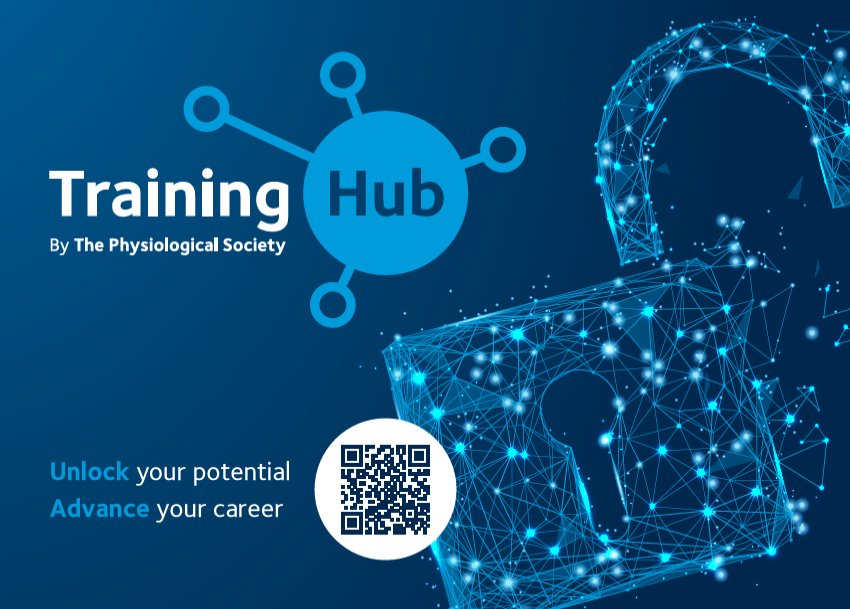 Training Hub
By The Physiological Society
Unlock your potential
Advance your career